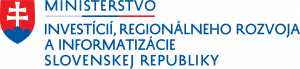 MINISTERSTVO
INVESTÍCIÍ, REGIONÁLNEHO ROZVOJA
A INFORMATIZÁCIE
SLOVENSKEJ REPUBLIKY